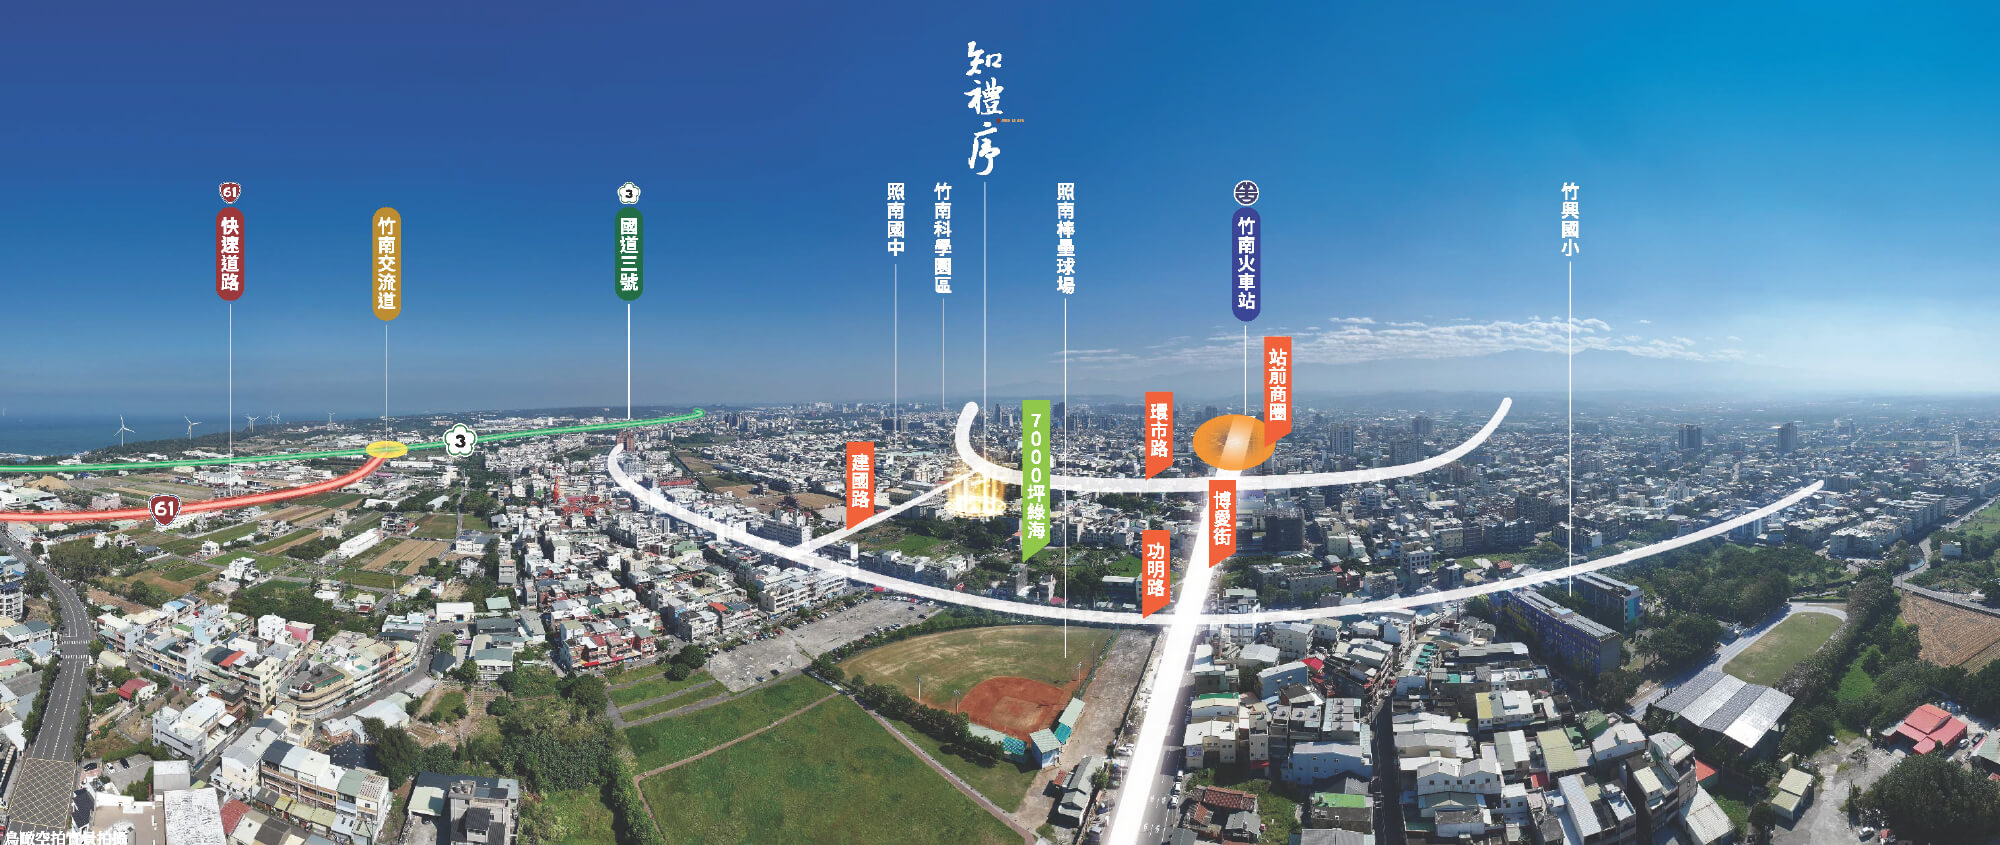 知禮序
61
快速道路
竹南交流道
3
國道三號
照南國中
竹南科學園區
照南棒壘球場
竹南火車站
竹興國小
站前商圈
環市路
7000坪綠海
建國路
3
61
博愛街
功明路